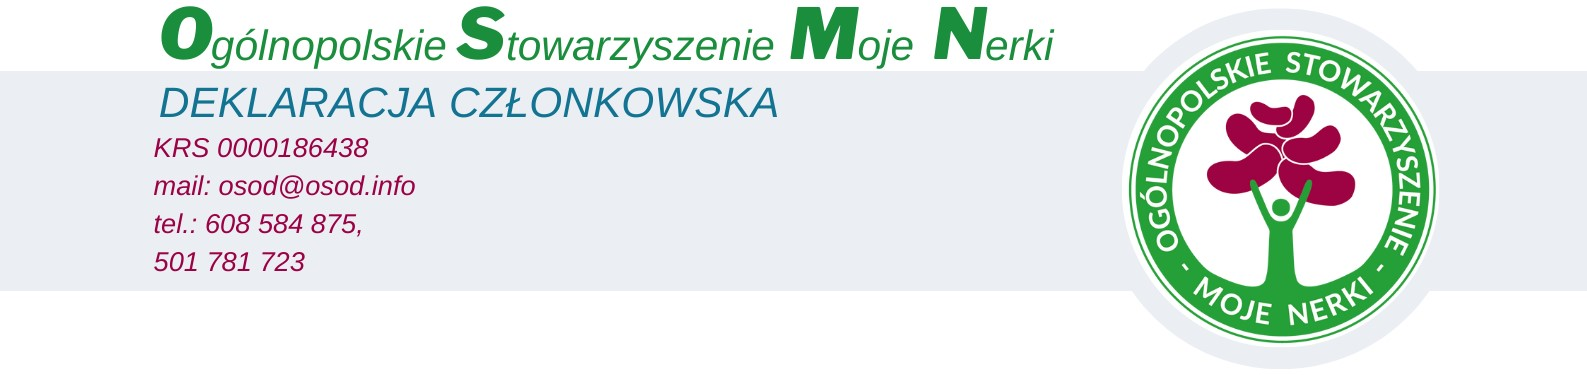 Ogólnopolskie Stowarzyszenie Moje Nerki
DEKLARACJA CZŁONKOWSKA
KRS 0000186438
mail: osod@osod.info
tel.: 608 584 875,
501 781 723
OGÓLNOPOLSKIE STOWARZYSZENIE
- MOJE NERKI -